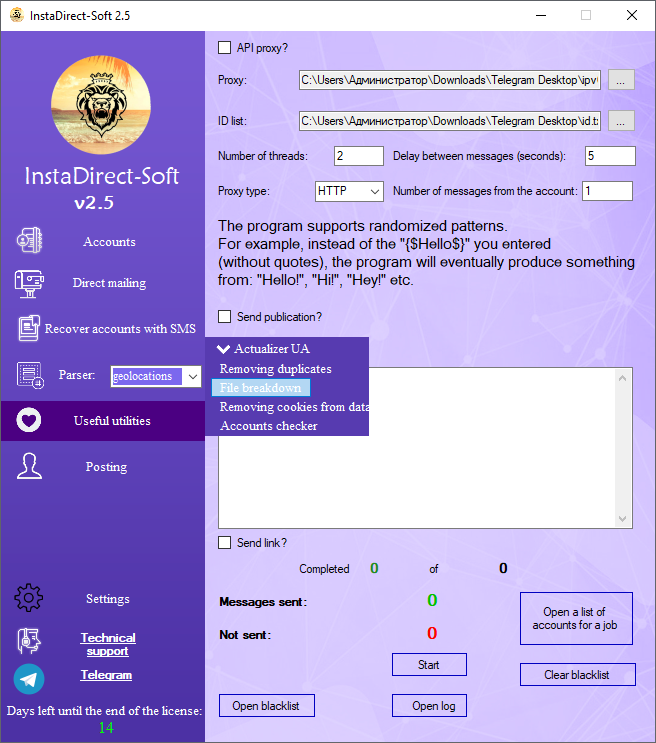 InstaDirect-Soft 2.5
InstaDirect-Soft
v2.5
Accounts
Direct mailing
Recover accounts with SMS
Parser:
geolocations
Useful utilities
Posting
Settings
Technical
support
Telegram
Days left until the end of the license:
14
API proxy?
Proxy:
C:\Users\Администратор\Downloads\Telegram Desktop\ipv
...
ID list:
C:\Users\Администратор\Downloads\Telegram Desktop\id.t
...
Number of threads:
2
Delay between messages (seconds):
5
Proxy type:
HTTP
Number of messages from the account:
1
The program supports randomized patterns.
For example, instead of the "{$Hello$}" you entered
(without quotes), the program will eventually produce something
from: "Hello!", "Hi!", "Hey!" etc.
Send publication?
Actualizer UA
Removing duplicates
File breakdown
Removing cookies from data
Accounts checker
Send link?
Completed
0
of
0
Messages sent:
0
Not sent:
0
Open a list of
accounts for a job
Start
Clear blacklist
Open blacklist
Open log